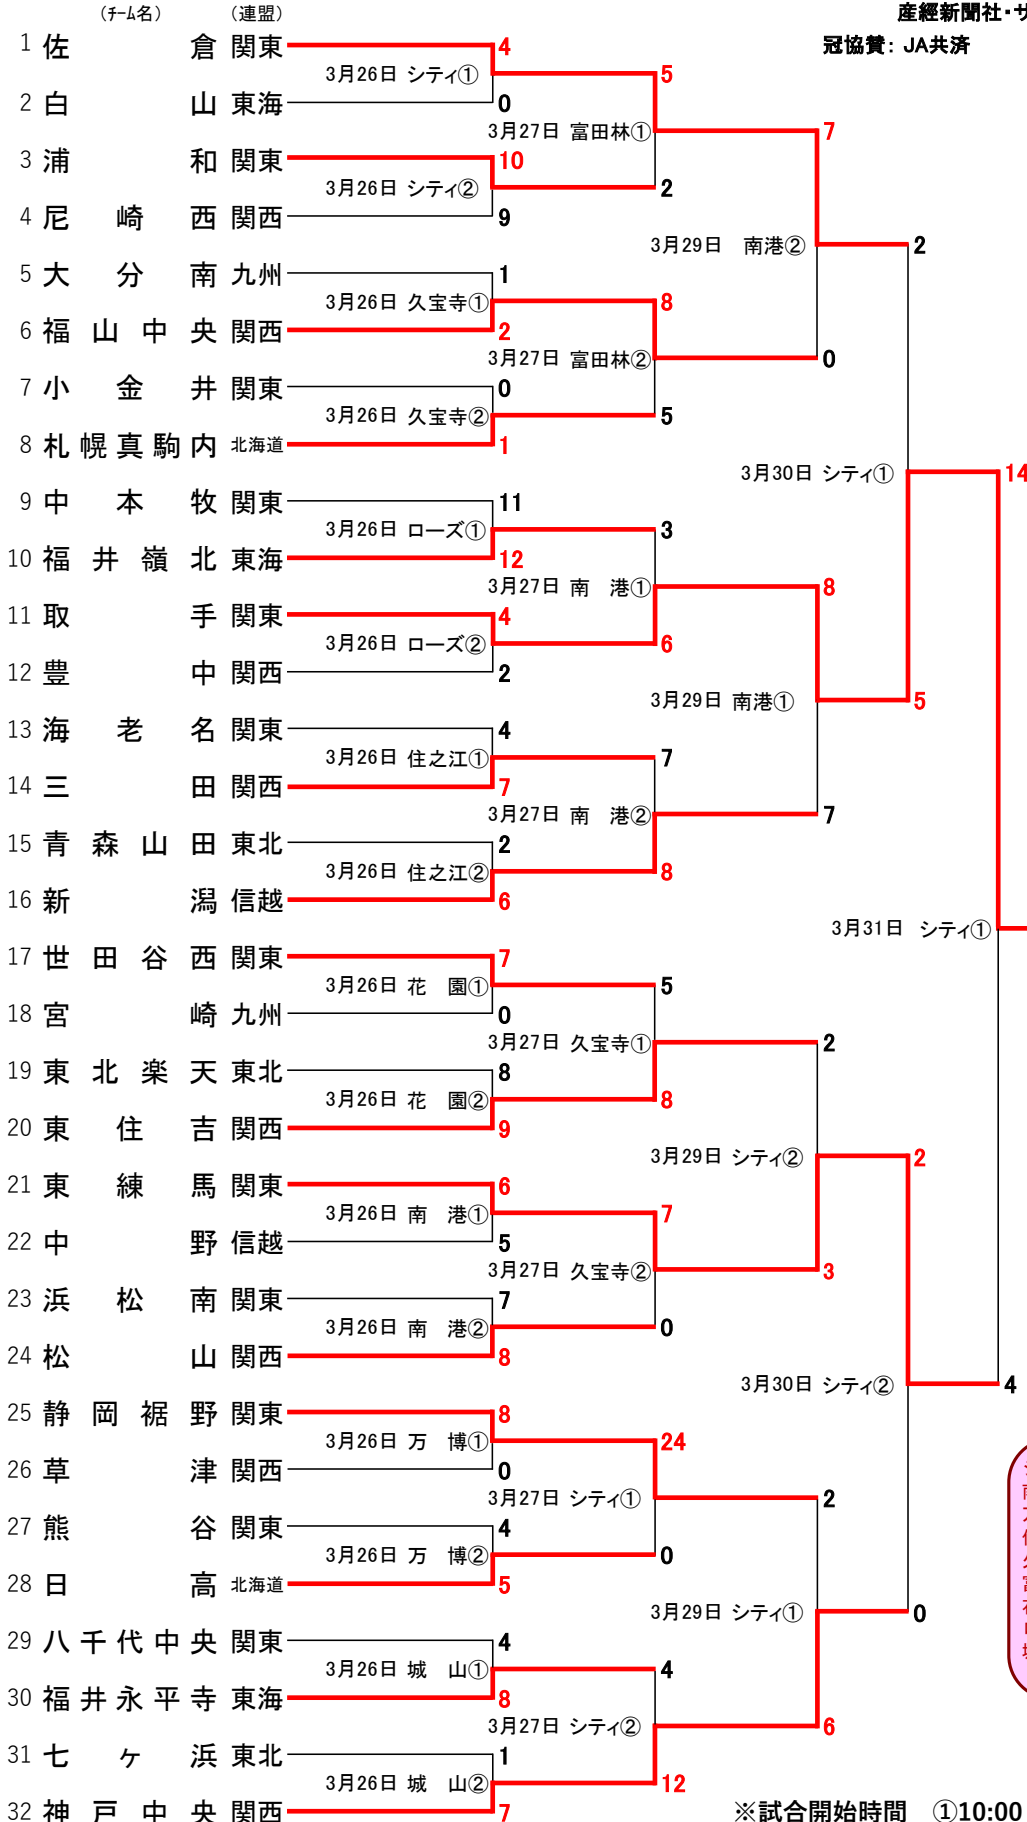 （ﾁｰﾑ名） （連盟） 産經新聞社・サ
冠協賛： JA共済
1 佐倉 関東 4
3月26日 シティ① 5
2 白山 東海 0
3月27日 富田林① 7
3 浦和 関東 10
3月26日 シティ② 2
4 尼崎西 関西 9
3月29日 南港② 2
5 大分南 九州 1
3月26日 久宝寺① 8
6 福山中央 関西 2
3月27日 富田林② 0
7 小金井 関東 0
3月26日 久宝寺② 5
8 札幌真駒内 北海道 1
3月30日 シティ① 14
9 中本牧 関東 11
3月26日 ローズ① 3
10 福井嶺北 東海 12
3月27日 南港① 8
11 取手 関東 4
3月26日 ローズ② 6
12 豊中 関西 2
3月29日 南港① 5
13 海老名 関東 4
3月26日 住之江① 7
14 三田 関西 7
3月27日 南港② 7
15 青森山田 東北 2
3月26日 住之江② 8
16 新潟 信越 6
3月31日 シティ①
17 世田谷西 関東 7
3月26日 花園① 5
18 宮崎 九州 0
3月27日 久宝寺① 2
19 東北楽天 東北 8
3月26日 花園② 8
20 東住吉 関西 9
3月29日 シティ② 2
21 東練馬 関東 6
3月26日 南港① 7
22 中野 信越 5
3月27日 久宝寺② 3
23 浜松南 関東 7
3月26日 南港② 0
24 松山 関西 8
3月30日 シティ② 4
25 静岡裾野 関東 8
3月26日 万博① 24
26 草津 関西 0
3月27日 シティ① 2
27 熊谷 関東 4
3月26日 万博② 0
28 日高 北海道 5
3月29日 シティ① 0
29 八千代中央 関東 4
3月26日 城山① 4
30 福井永平寺 東海 8
3月27日 シティ② 6
31 七ヶ浜 東北 1
3月26日 城山② 12
32 神戸中央 関西 7
※試合開始時間 ①10:00